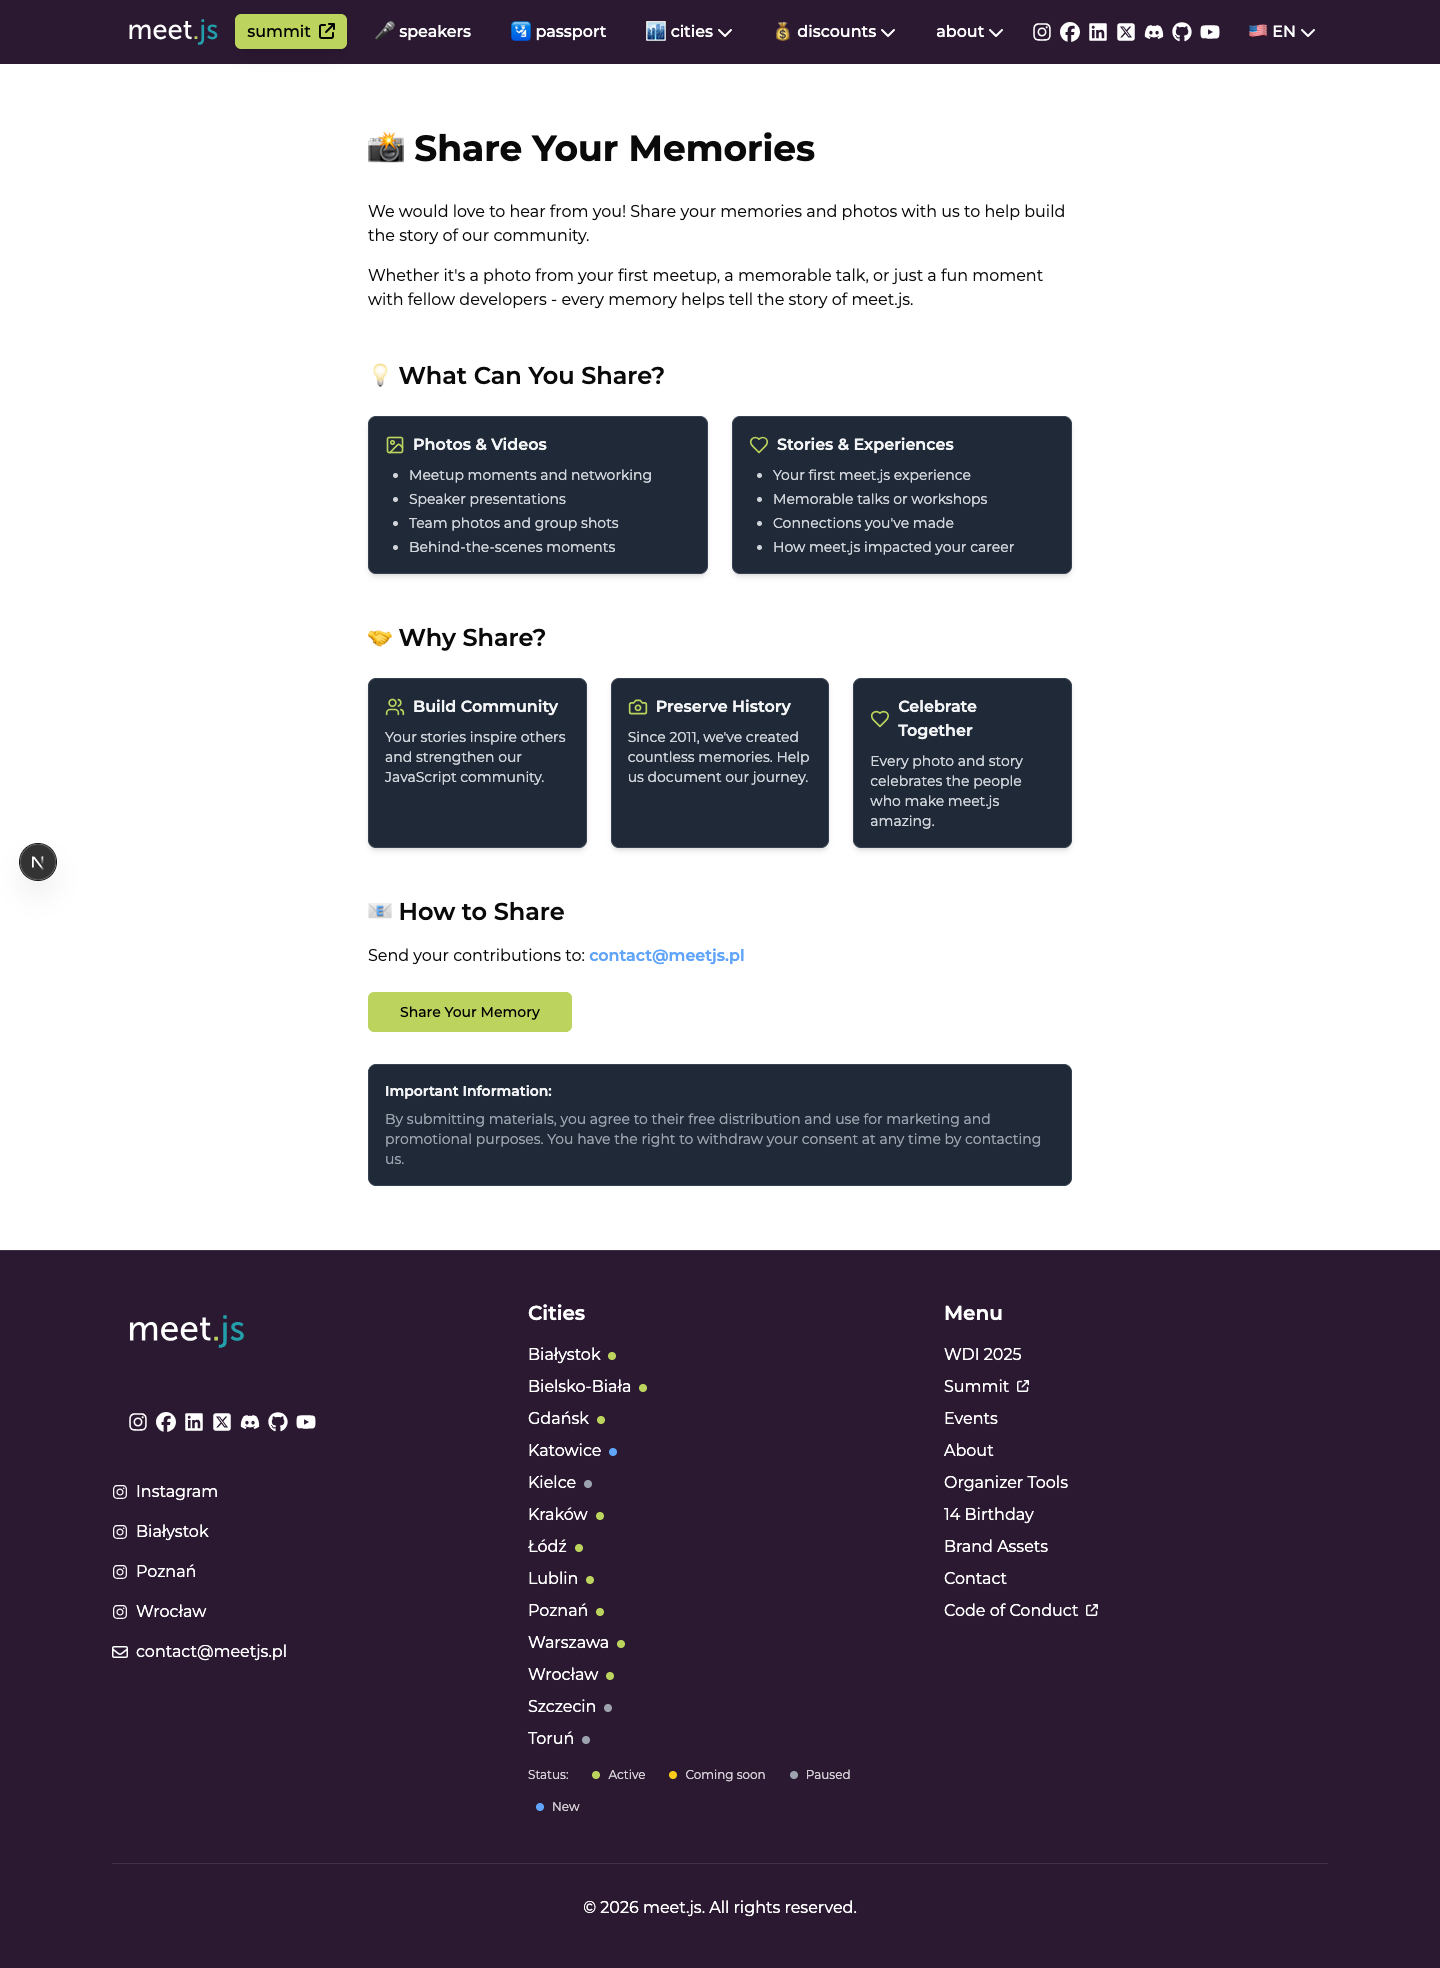 meet.js
summit
speakers
passport
cities
discounts
about
EN
Share Your Memories
We would love to hear from you! Share your memories and photos with us to help build
the story of our community.
Whether it's a photo from your first meetup, a memorable talk, or just a fun moment
with fellow developers - every memory helps tell the story of meet.js.
What Can You Share?
Photos & Videos
Meetup moments and networking
Speaker presentations
Team photos and group shots
Behind-the-scenes moments
Stories & Experiences
Your first meet.js experience
Memorable talks or workshops
Connections you've made
How meet.js impacted your career
Why Share?
Build Community
Your stories inspire others
and strengthen our
JavaScript community.
Preserve History
Since 2011, we've created
countless memories. Help
us document our journey.
Celebrate
Together
Every photo and story
celebrates the people
who make meet.js
amazing.
N
How to Share
Send your contributions to: contact@meetjs.pl
Share Your Memory
Important Information:
By submitting materials, you agree to their free distribution and use for marketing and
promotional purposes. You have the right to withdraw your consent at any time by contacting
us.
meet.js
Instagram
Białystok
Poznań
Wrocław
contact@meetjs.pl
Cities
Białystok
Bielsko-Biała
Gdańsk
Katowice
Kielce
Kraków
Łódź
Lublin
Poznań
Warszawa
Wrocław
Szczecin
Toruń
Status: Active Coming soon Paused
New
Menu
WDI 2025
Summit
Events
About
Organizer Tools
14 Birthday
Brand Assets
Contact
Code of Conduct
© 2026 meet.js. All rights reserved.